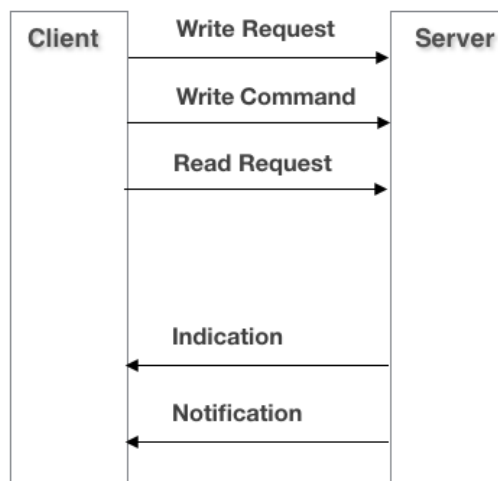 Client
Write Request
Server
Write Command
Read Request
Indication
Notification